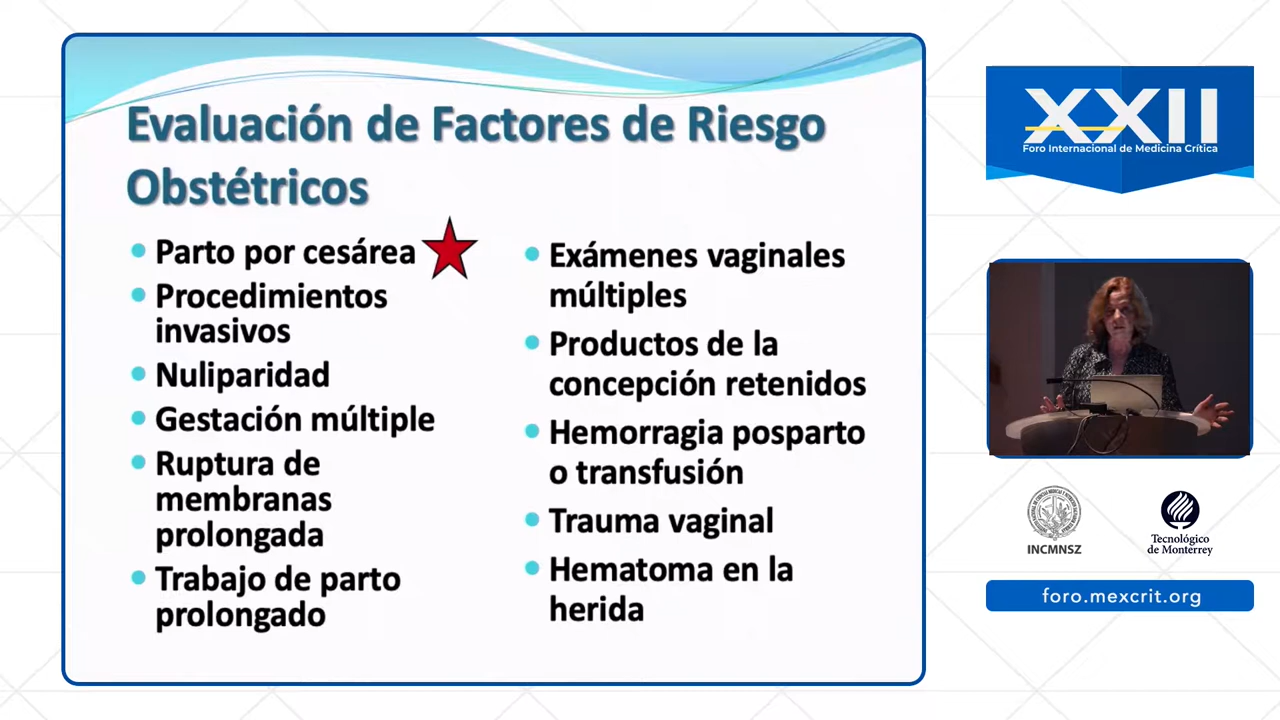 Evaluación de Factores de Riesgo
Obstétricos
Parto por cesárea
Procedimientos
invasivos
Nuliparidad
Gestación múltiple
Ruptura de
membranas
prolongada
Trabajo de parto
prolongado
Exámenes vaginales
múltiples
Productos de la
concepción retenidos
Hemorragia posparto
o transfusión
Trauma vaginal
Hematoma en la
herida
XXII
Foro Internacional de Medicina Crítica
INCMNSZ
Tecnológico
de Monterrey
foro.mexcrit.org